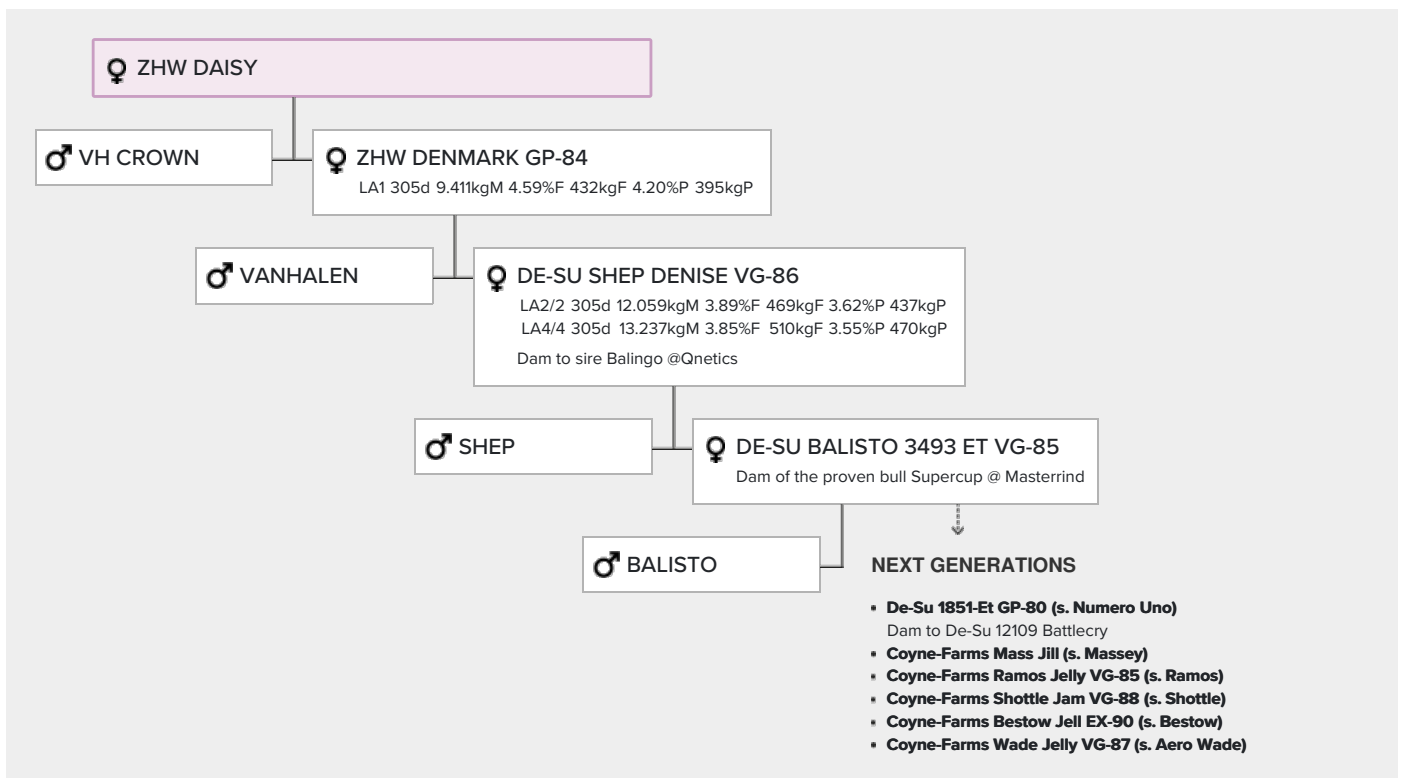 ZHW DAISY
VH CROWN
ZHW DENMARK GP-84
LA1 305d 9.411kgM 4.59%F 432kgF 4.20%P 395kgP
VANHALEN
DE-SU SHEP DENISE VG-86
LA2/2 305d 12.059kgM 3.89%F 469kgF 3.62%P 437kgP
LA4/4 305d 13.237kgM 3.85%F 510kgF 3.55%P 470kgP
Dam to sire Balingo @Qnetics
SHEP
DE-SU BALISTO 3493 ET VG-85
Dam of the proven bull Supercup @ Masterrind
BALISTO
NEXT GENERATIONS
• De-Su 1851-Et GP-80 (s. Numero Uno)
Dam to De-Su 12109 Battlecry
• Coyne-Farms Mass Jill (s. Massey)
• Coyne-Farms Ramos Jelly VG-85 (s. Ramos)
• Coyne-Farms Shottle Jam VG-88 (s. Shottle)
• Coyne-Farms Bestow Jell EX-90 (s. Bestow)
• Coyne-Farms Wade Jelly VG-87 (s. Aero Wade)